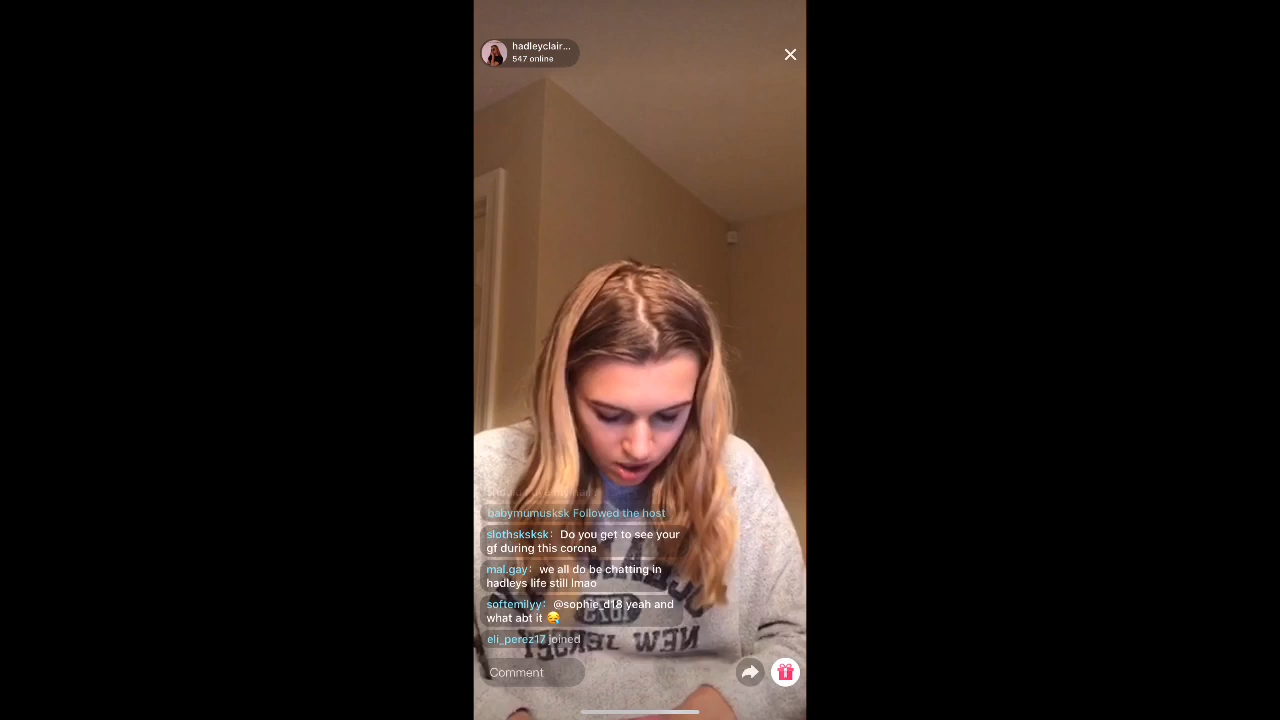 hadleyclair...
547 online
babymumusksk Followed the host
slothsksksk: Do you get to see your
gf during this corona
mal.gay: we all do be chatting in
hadleys life still lmao
softemilyy: @sophie_d18 yeah and
what abt it 😪
eli_perez17 joined
1879
NEW JERSEY
Comment